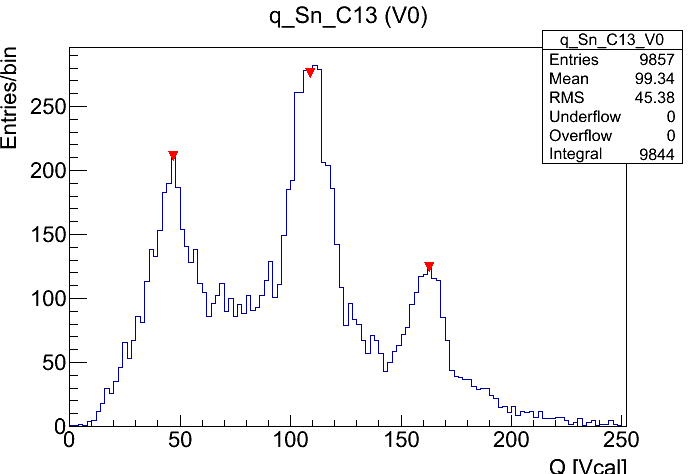 q_Sn_C13 (V0)
q_Sn_C13_V0
Entries 9857
Mean 99.34
RMS 45.38
Underflow 0
Overflow 0
Integral 9844
Entries/bin
250
200
150
100
50
0
0 50 100 150 200 250
Q [Vcal]